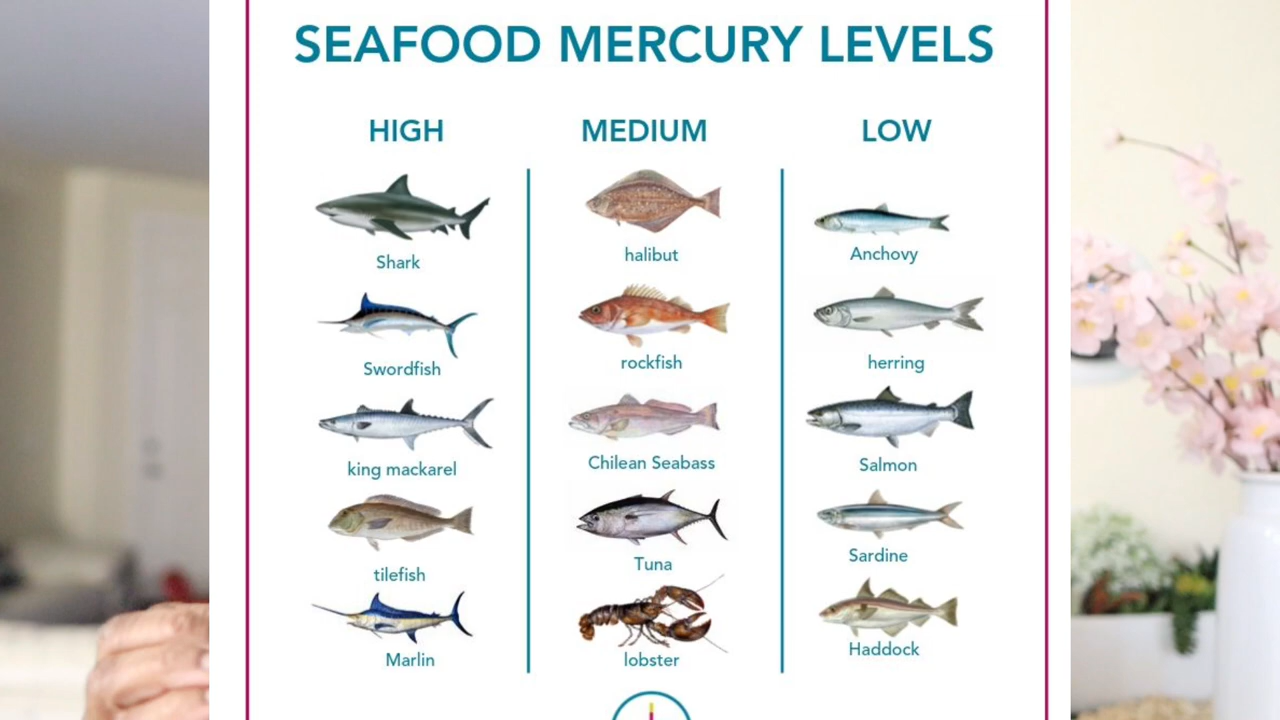 SEAFOOD MERCURY LEVELS
HIGH
MEDIUM
LOW
Shark
halibut
Anchovy
Swordfish
rockfish
herring
king mackarel
Chilean Seabass
Salmon
tilefish
Tuna
Sardine
Marlin
lobster
Haddock